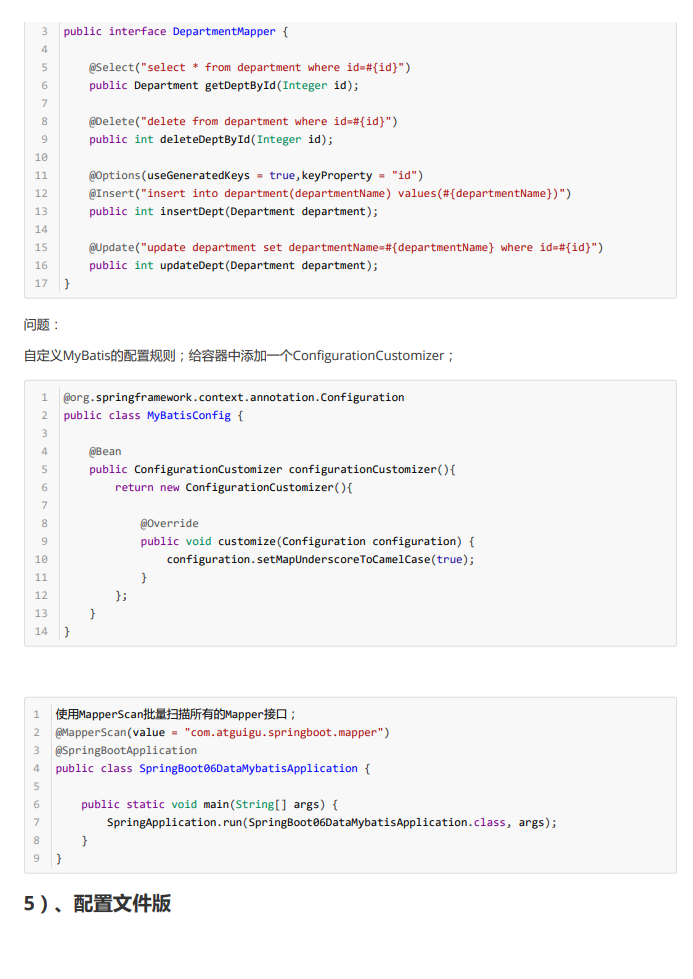 3 public interface DepartmentMapper {
4
5     @Select("select * from department where id=#{id}")
6     public Department getDeptById(Integer id);
7
8     @Delete("delete from department where id=#{id}")
9     public int deleteDeptById(Integer id);
10
11     @Options(useGeneratedKeys = true,keyProperty = "id")
12     @Insert("insert into department(departmentName) values(#{departmentName})")
13     public int insertDept(Department department);
14
15     @Update("update department set departmentName=#{departmentName} where id=#{id}")
16     public int updateDept(Department department);
17 }
问题：
自定义MyBatis的配置规则；给容器中添加一个ConfigurationCustomizer；
1 @org.springframework.context.annotation.Configuration
2 public class MyBatisConfig {
3
4     @Bean
5     public ConfigurationCustomizer configurationCustomizer(){
6         return new ConfigurationCustomizer(){
7
8             @Override
9             public void customize(Configuration configuration) {
10                 configuration.setMapUnderscoreToCamelCase(true);
11             }
12         };
13     }
14 }
1 使用MapperScan批量扫描所有的Mapper接口；
2 @MapperScan(value = "com.atguigu.springboot.mapper")
3 @SpringBootApplication
4 public class SpringBoot06DataMybatisApplication {
5
6     public static void main(String[] args) {
7         SpringApplication.run(SpringBoot06DataMybatisApplication.class, args);
8     }
9 }
5）、配置文件版